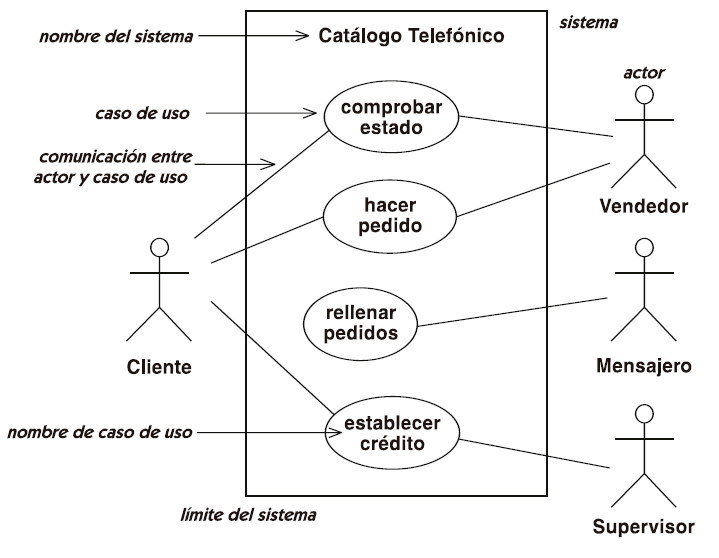 nombre del sistema
Catálogo Telefónico
sistema
actor
caso de uso
comprobar
estado
comunicación entre
actor y caso de uso
hacer
pedido
Vendedor
rellenar
pedidos
Cliente
Mensajero
nombre de caso de uso
establecer
crédito
límite del sistema
Supervisor